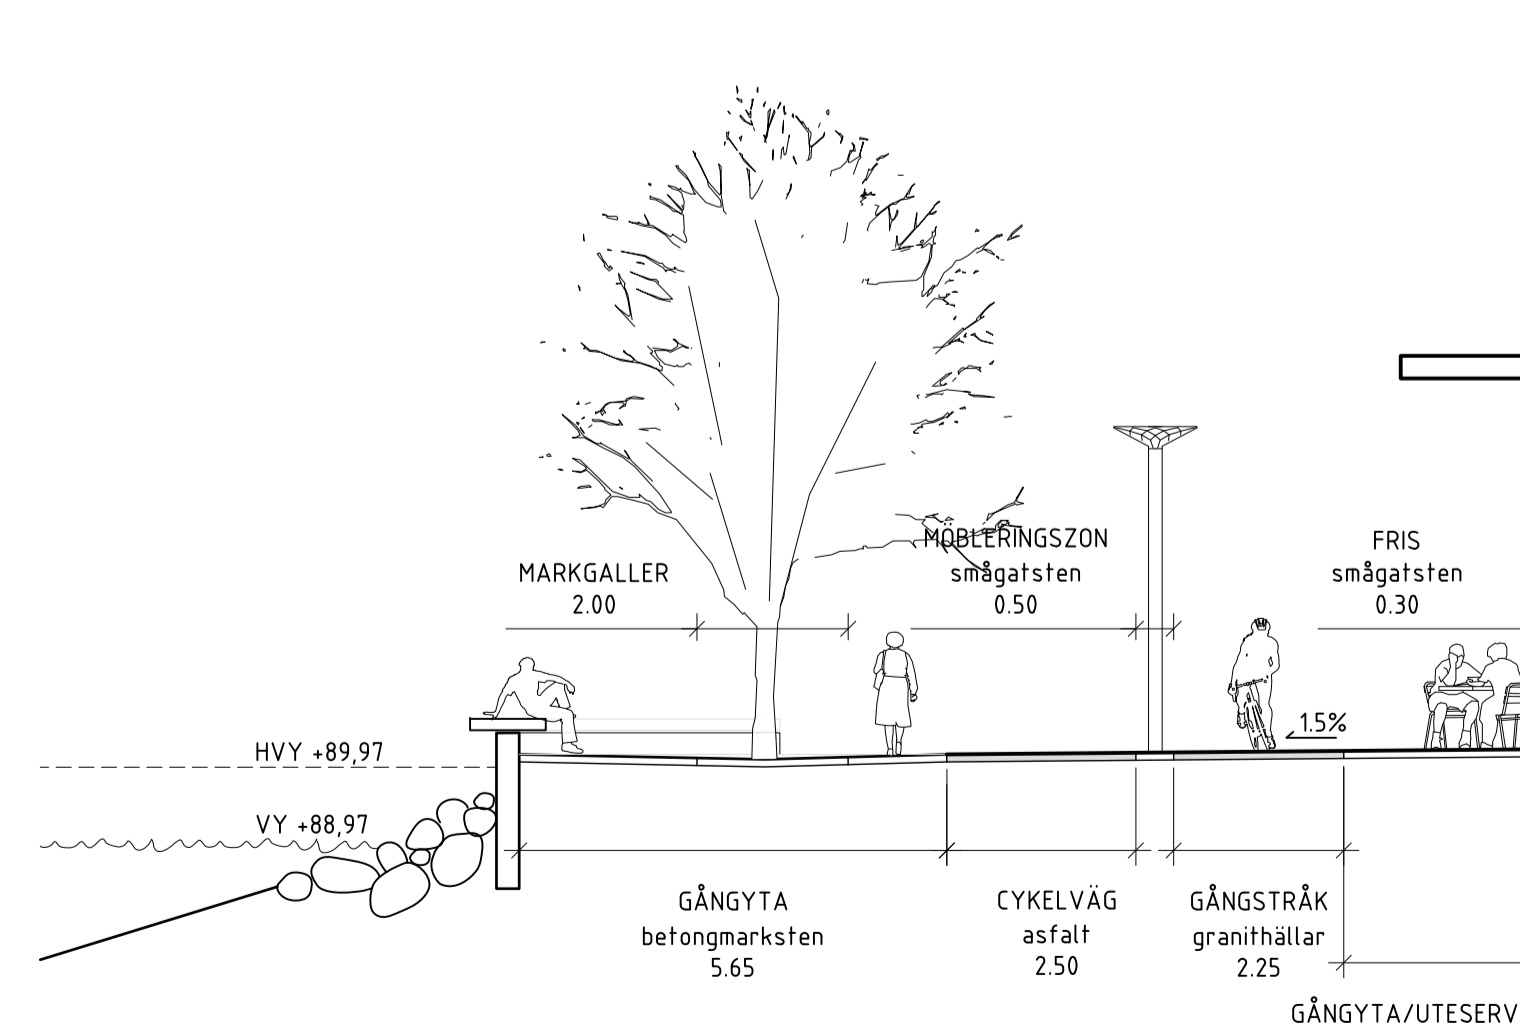 MÖBLERINGSZON
smågatsten
0.50
FRIS
smågatsten
0.30
MARKGALLER
2.00
1.5%
HVY +89,97
VY +88,97
GÅNGYTA
betongmarksten
5.65
CYKELVÄG
asfalt
2.50
GÅNGSTRÅK
granithällar
2.25
GÅNGYTA/UTESERV